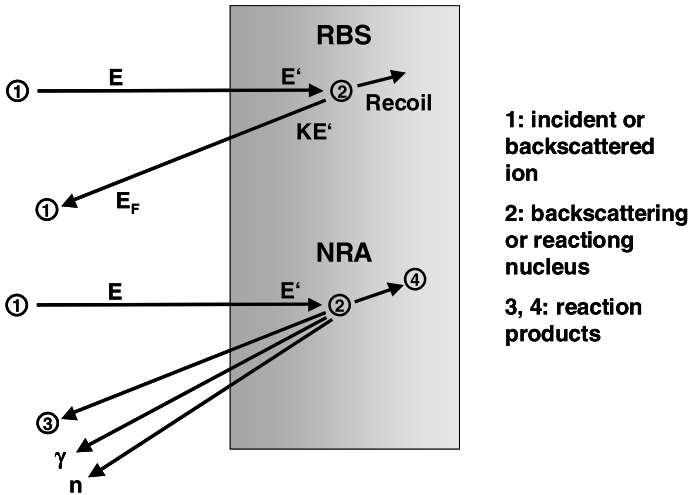 RBS
① E E‘ ②
Recoil
KE‘
① E_F
NRA
④
① E E‘ ②
③
γ
n
1: incident or
backscattered
ion
2: backscattering
or reactiong
nucleus
3, 4: reaction
products